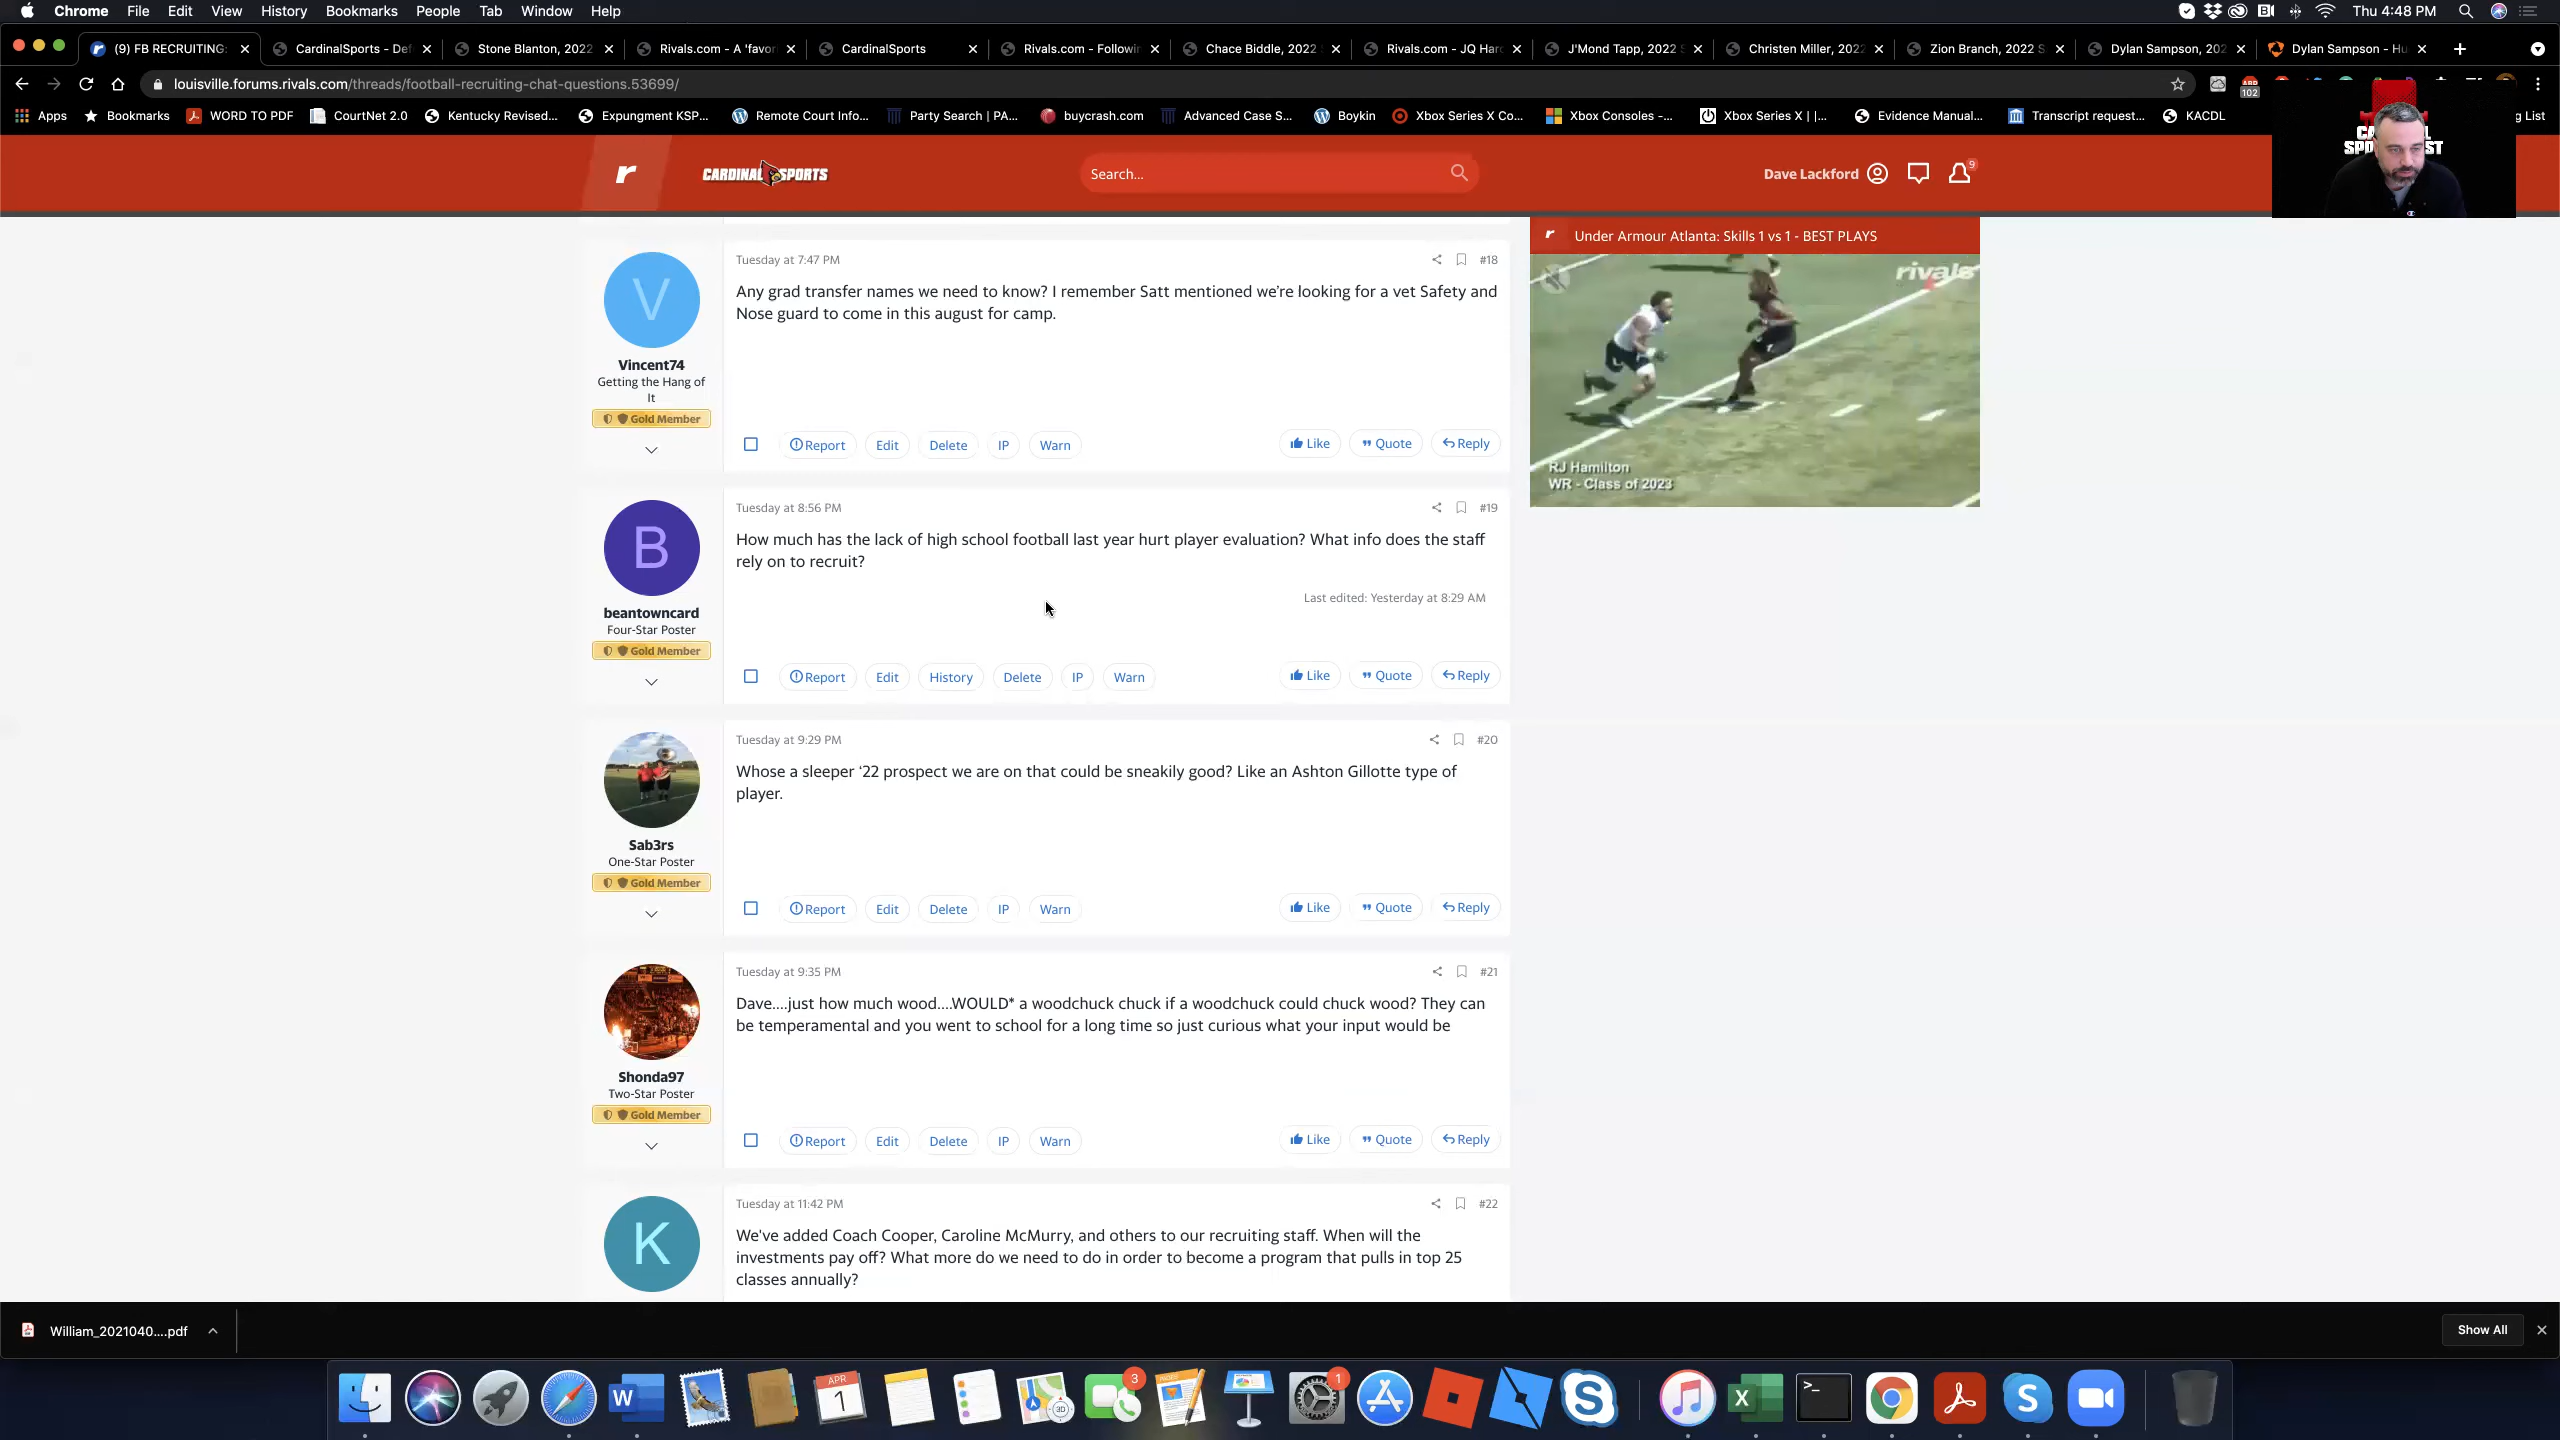 Chrome File Edit View History Bookmarks People Tab Window Help Thu 4:48 PM
(9) FB RECRUITING: CardinalSports - Def Stone Blanton, 2022 Rivals.com - A 'favor CardinalSports Rivals.com - Followin Chace Biddle, 2022 Rivals.com - JQ Har J'Mond Tapp, 2022 S Christen Miller, 2022 Zion Branch, 2022 S Dylan Sampson, 202 Dylan Sampson - Hu
louisville.forums.rivals.com/threads/football-recruiting-chat-questions.53699/
102
Apps Bookmarks WORD TO PDF CourtNet 2.0 Kentucky Revised... Expungment KSP... Remote Court Info... Party Search | PA... buycrash.com Advanced Case S... Boykin Xbox Series X Co... Xbox Consoles -... Xbox Series X | |... Evidence Manual... Transcript request... KACDL g List
r CARDINAL SPORTS Search... Dave Lackford 9
Under Armour Atlanta: Skills 1 vs 1 - BEST PLAYS
rivals
RJ Hamilton
WR - Class of 2023
Tuesday at 7:47 PM #18
V
Any grad transfer names we need to know? I remember Satt mentioned we're looking for a vet Safety and
Nose guard to come in this august for camp.
Vincent74
Getting the Hang of
It
Gold Member
Report Edit Delete IP Warn Like Quote Reply
Tuesday at 8:56 PM #19
B
How much has the lack of high school football last year hurt player evaluation? What info does the staff
rely on to recruit?
Last edited: Yesterday at 8:29 AM
beantowncard
Four-Star Poster
Gold Member
Report Edit History Delete IP Warn Like Quote Reply
Tuesday at 9:29 PM #20
Whose a sleeper '22 prospect we are on that could be sneakily good? Like an Ashton Gillotte type of
player.
Sab3rs
One-Star Poster
Gold Member
Report Edit Delete IP Warn Like Quote Reply
Tuesday at 9:35 PM #21
Dave....just how much wood....WOULD* a woodchuck chuck if a woodchuck could chuck wood? They can
be temperamental and you went to school for a long time so just curious what your input would be
Shonda97
Two-Star Poster
Gold Member
Report Edit Delete IP Warn Like Quote Reply
Tuesday at 11:42 PM #22
K
We've added Coach Cooper, Caroline McMurry, and others to our recruiting staff. When will the
investments pay off? What more do we need to do in order to become a program that pulls in top 25
classes annually?
William_2021040....pdf Show All
APR
1
3
1